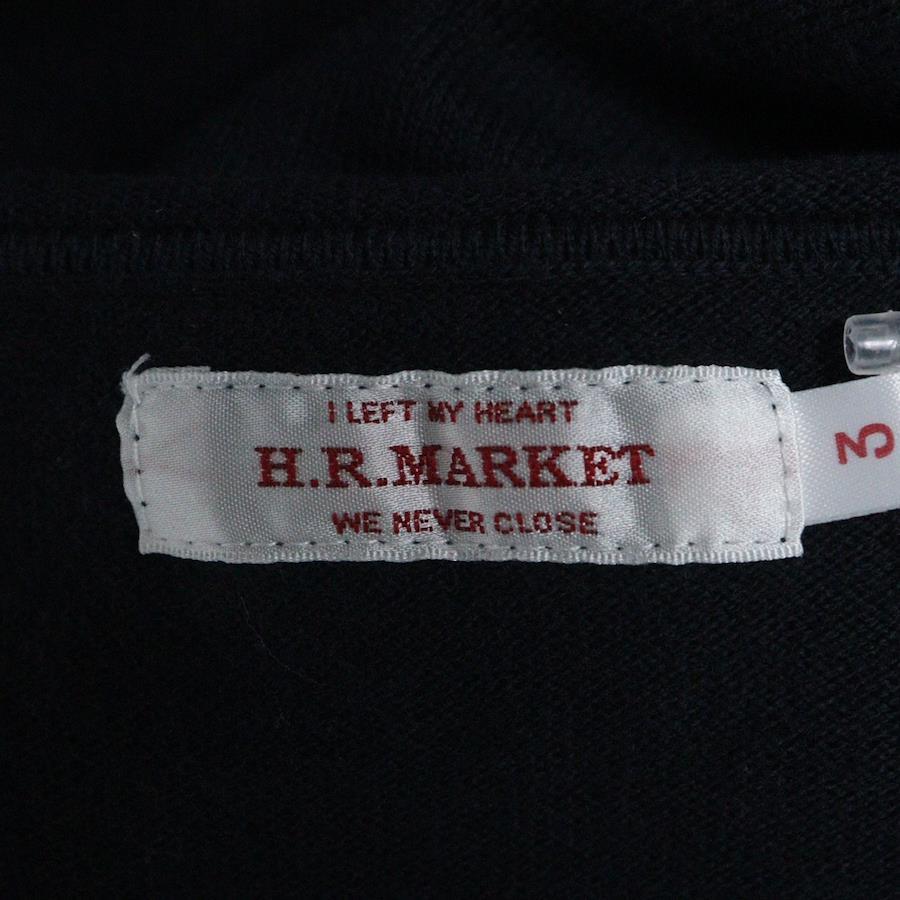 I LEFT MY HEART
H.R.MARKET
WE NEVER CLOSE
3